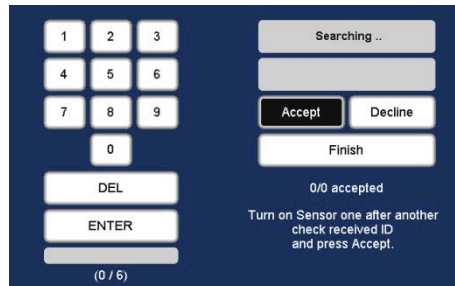 1 2 3
4 5 6
7 8 9
0
DEL
ENTER
(0 / 6)
Searching ..
Accept Decline
Finish
0/0 accepted
Turn on Sensor one after another
check received ID
and press Accept.